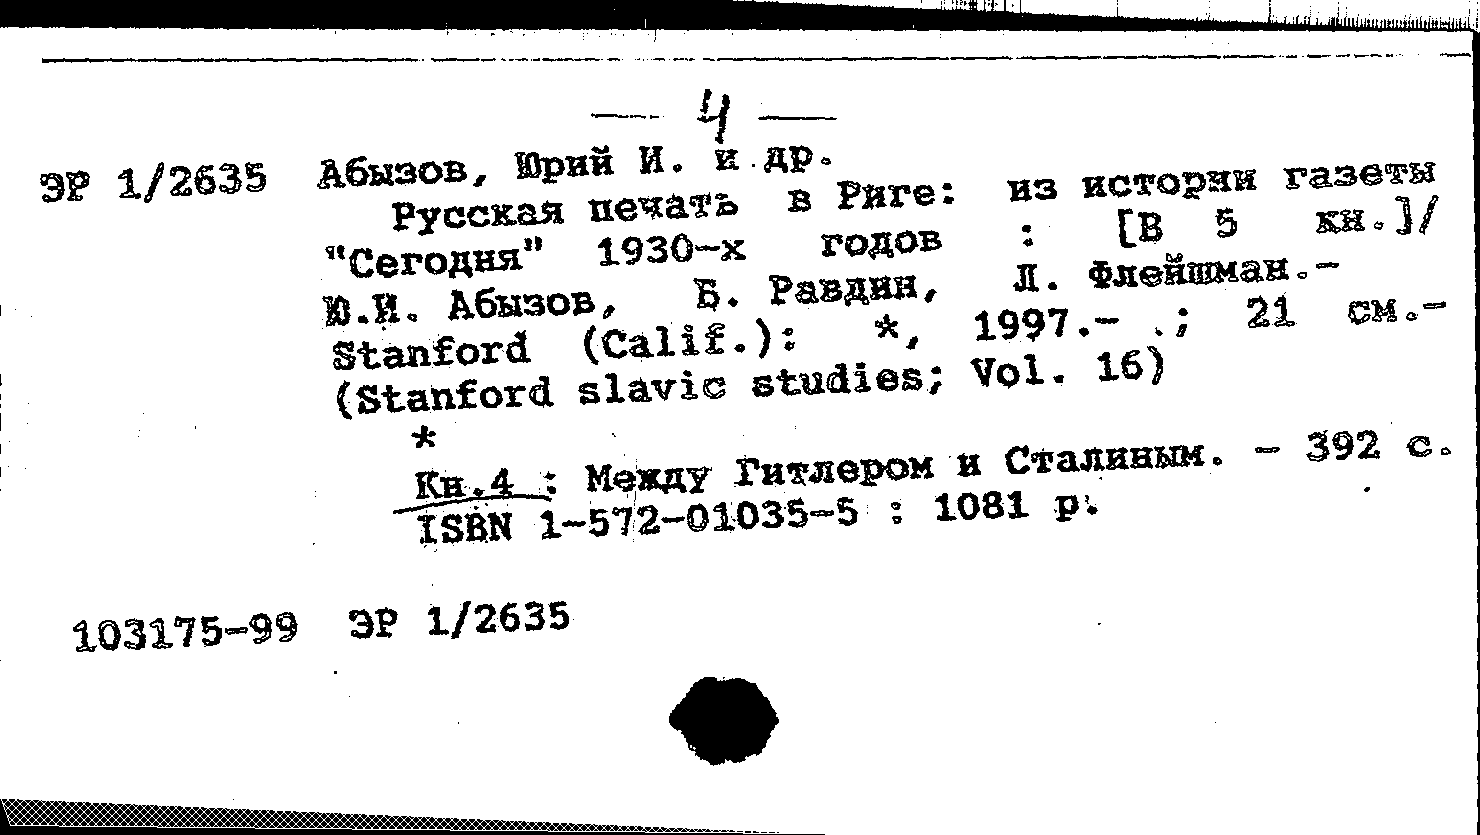 — 4 —
ЭР 1/2635 Абызов, Юрий И. и др.
Русская печать в Риге: из истории газеты
"Сегодня" 1930-х годов : [В 5 кн.]/
Ю.И. Абызов, Б. Равдин, Л. Флейшман.-
Stanford (Calif.): *, 1997.- .; 21 см.-
(Stanford slavic studies; Vol. 16)
*
Кн.4 : Между Гитлером и Сталиным. - 392 с.
ISBN 1-572-01035-5 : 1081 р.
103175-99 ЭР 1/2635